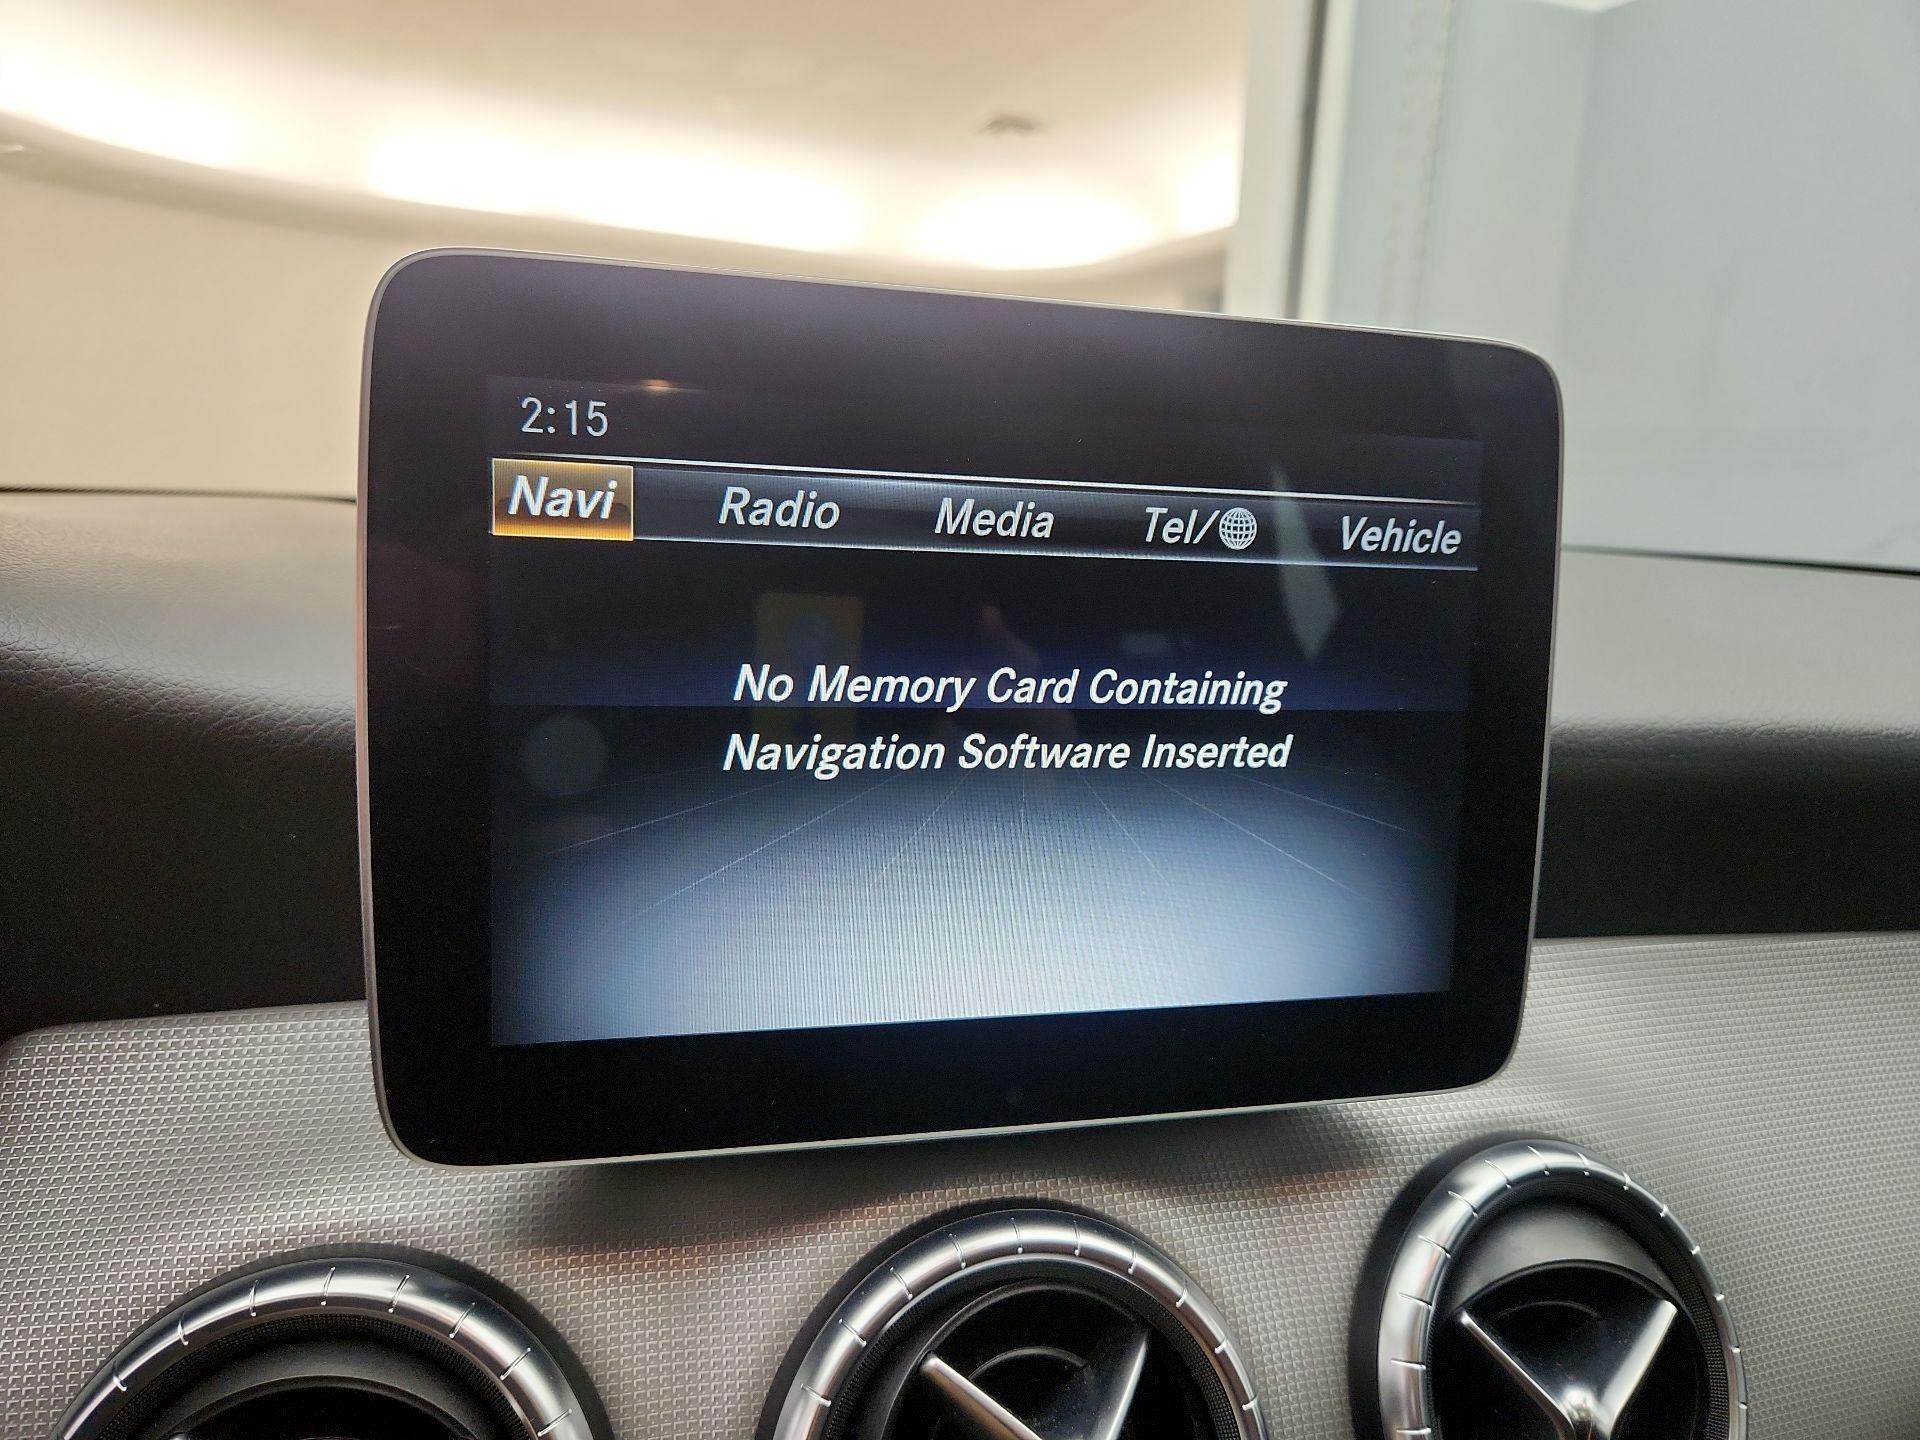 2:15
Navi Radio Media Tel/ Vehicle
No Memory Card Containing
Navigation Software Inserted